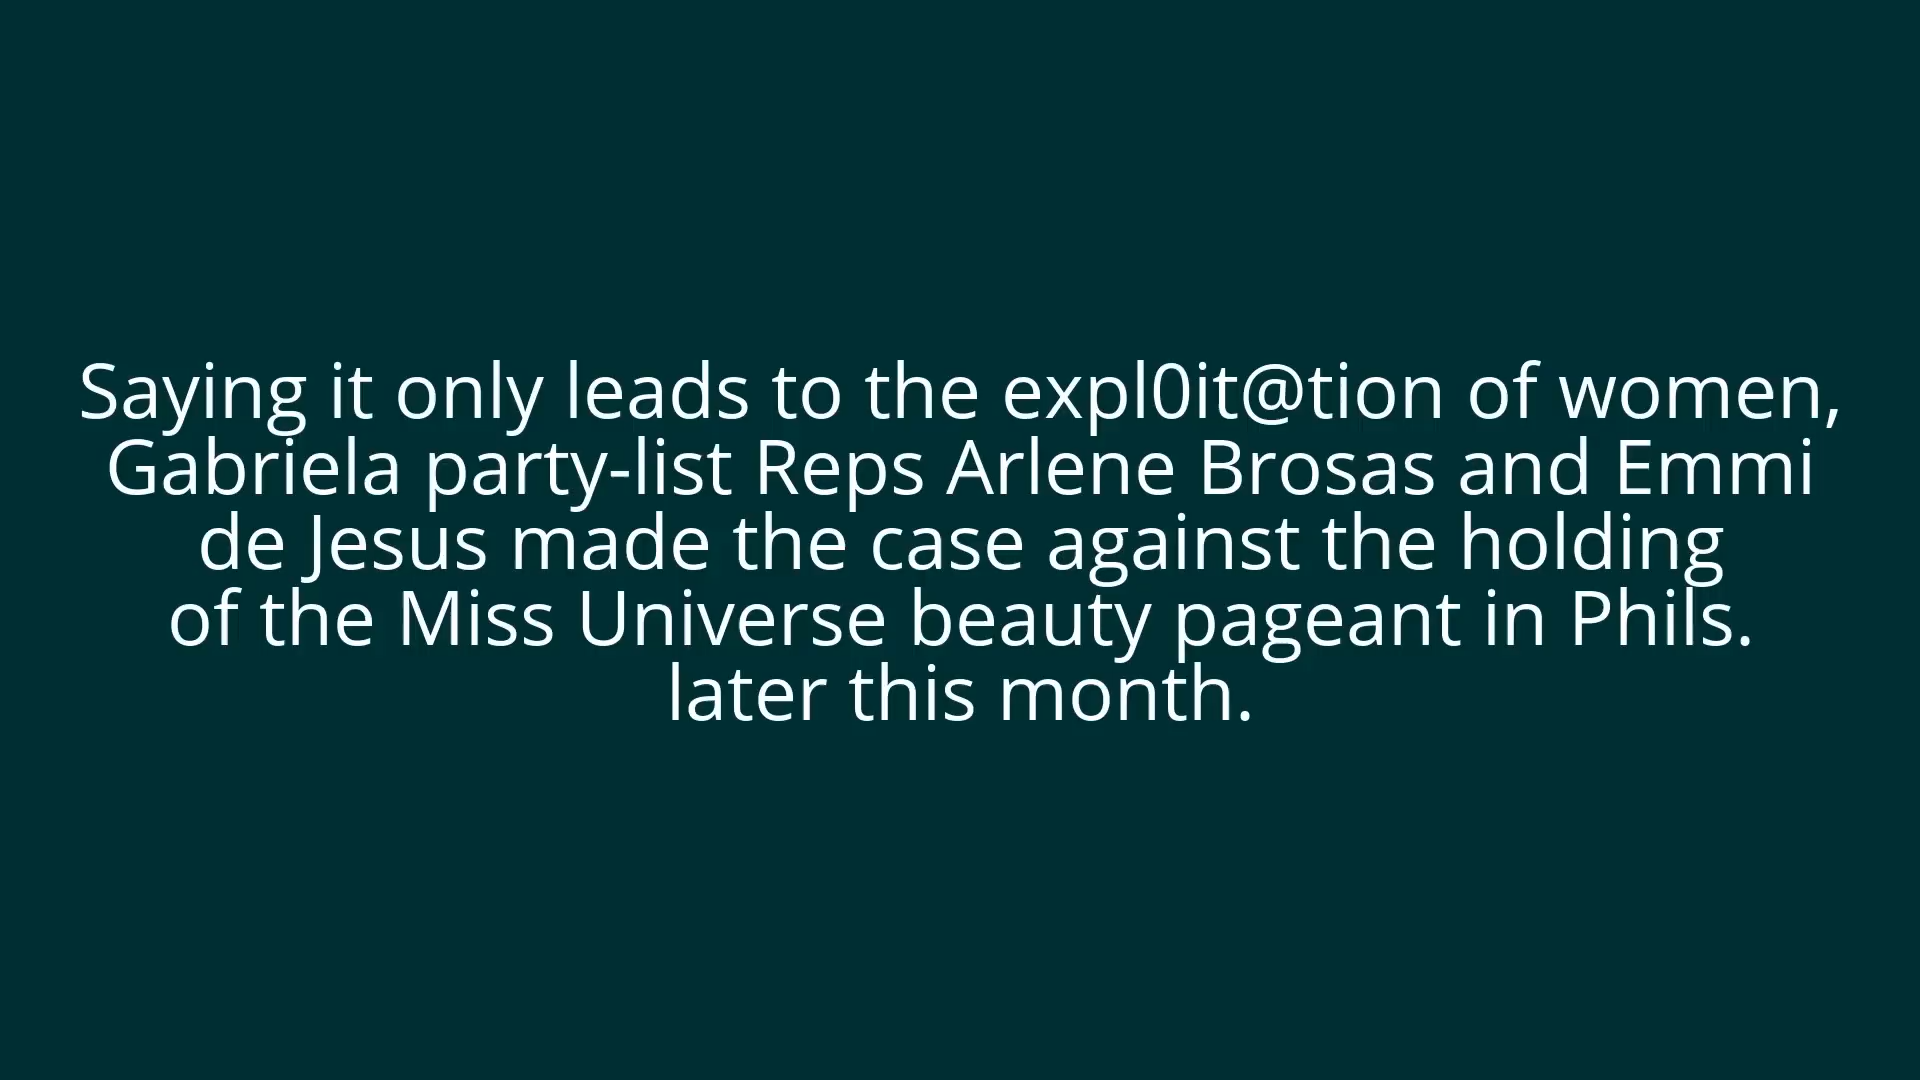 Saying it only leads to the expl0it@tion of women,
Gabriela party-list Reps Arlene Brosas and Emmi
de Jesus made the case against the holding
of the Miss Universe beauty pageant in Phils.
later this month.